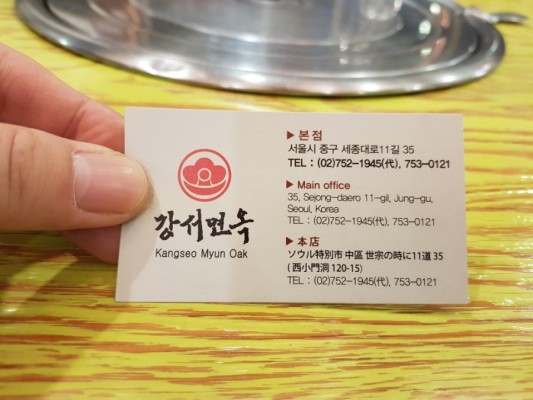 강서면옥
Kangseo Myun Oak
▶ 본점
서울시 중구 세종대로11길 35
TEL : (02)752-1945(代), 753-0121
▶ Main office
35, Sejong-daero 11-gil, Jung-gu,
Seoul, Korea
TEL : (02)752-1945(代), 753-0121
▶ 本店
ソウル特別市 中區 世宗の時に11道 35
( 西小門洞 120-15)
TEL : (02)752-1945(代), 753-0121